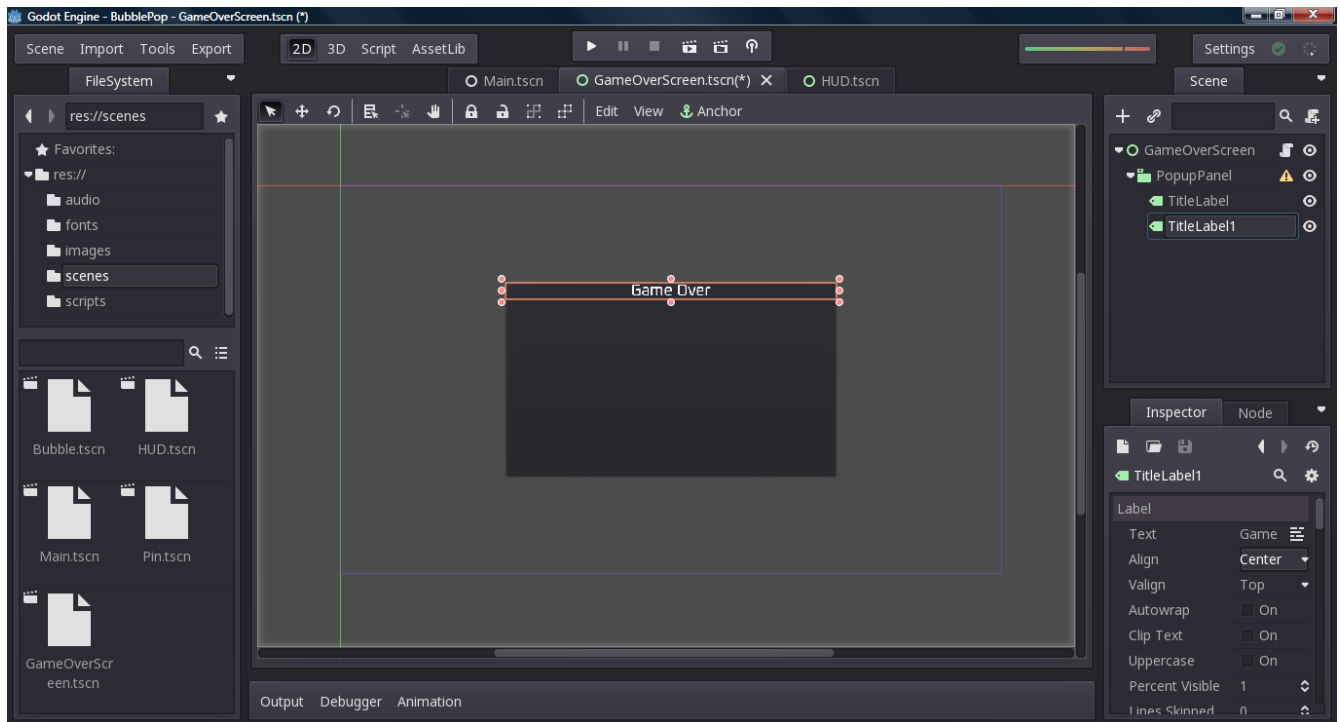 Godot Engine - BubblePop - GameOverScreen.tscn (*)
Scene Import Tools Export
2D 3D Script AssetLib
Settings
FileSystem
Main.tscn
GameOverScreen.tscn(*)
HUD.tscn
Scene
res://scenes
Edit View Anchor
Favorites:
res://
audio
fonts
images
scenes
scripts
GameOverScreen
PopupPanel
TitleLabel
TitleLabel1
Game Over
Bubble.tscn HUD.tscn
Main.tscn Pin.tscn
GameOverScr
een.tscn
Inspector Node
TitleLabel1
Label
Text Game
Align Center
Valign Top
Autowrap On
Clip Text On
Uppercase On
Percent Visible 1
Lines Skipped 0
Output Debugger Animation